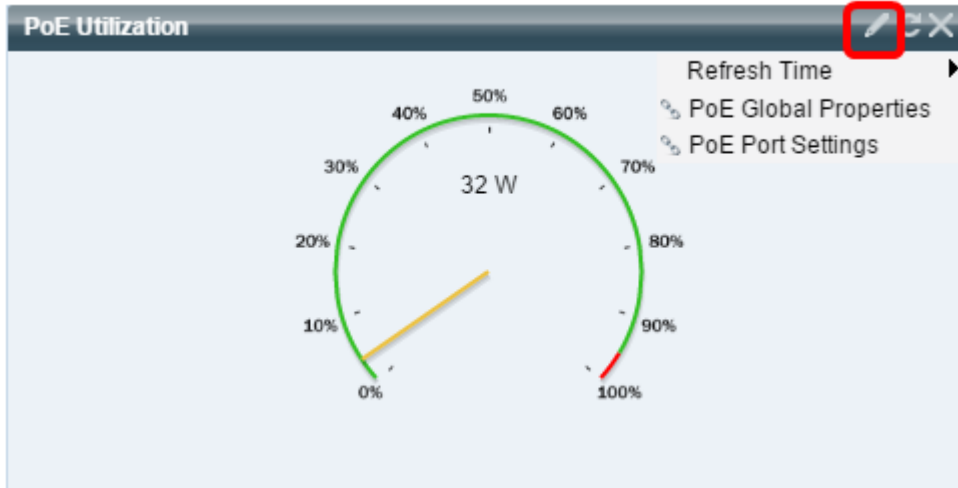 PoE Utilization
Refresh Time
PoE Global Properties
PoE Port Settings
50%
40%
60%
30%
70%
32 W
20%
80%
10%
90%
0%
100%